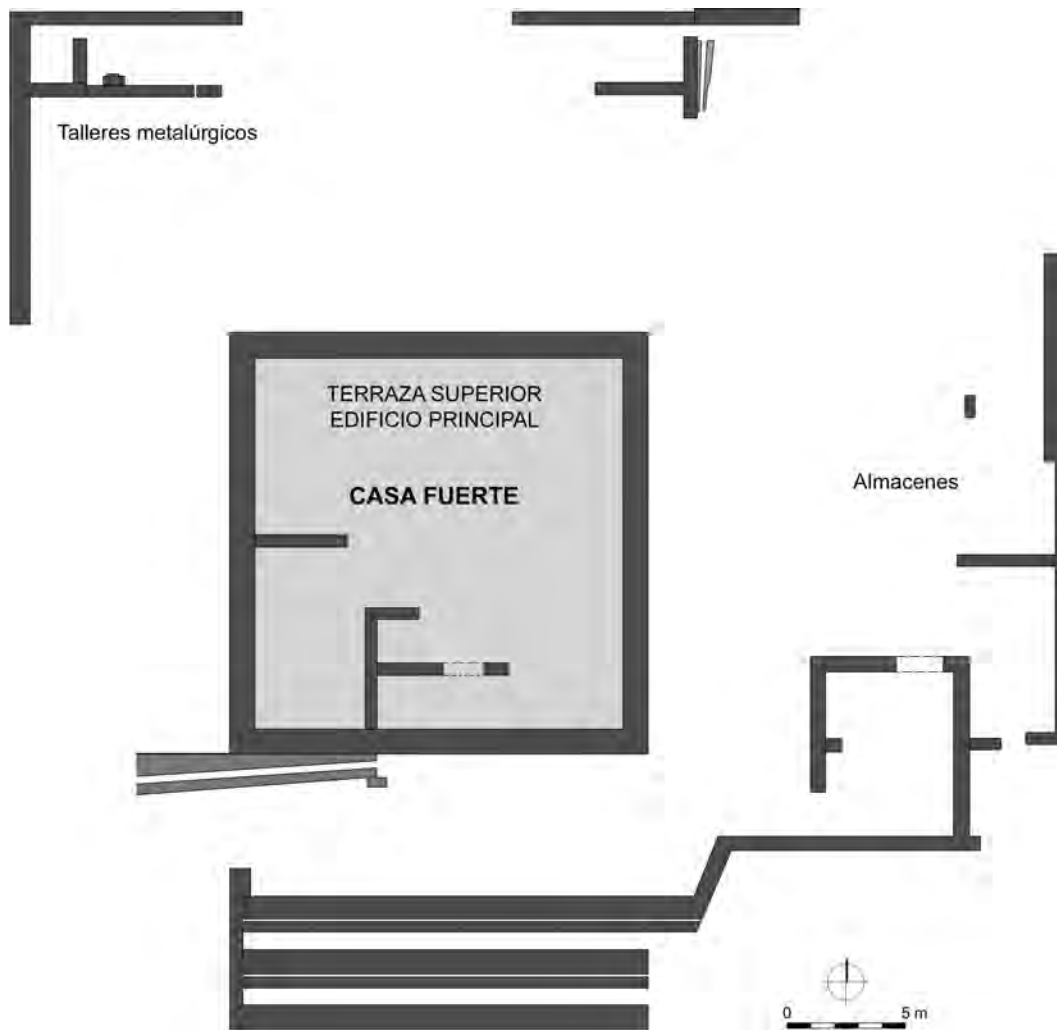 Talleres metalúrgicos
TERRAZA SUPERIOR
EDIFICIO PRINCIPAL
CASA FUERTE
Almacenes
0 5 m